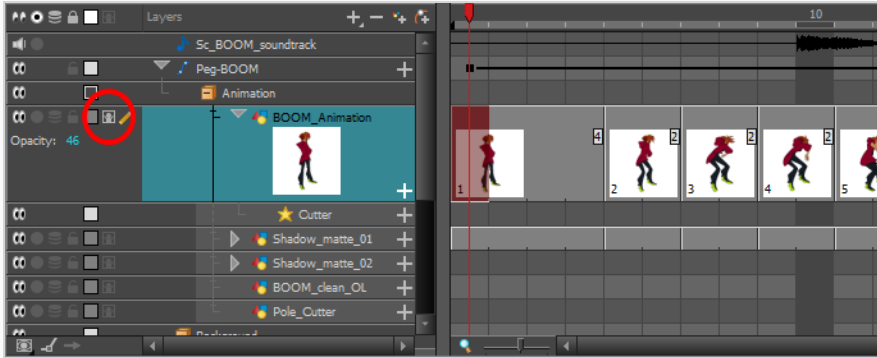 Layers
10
Sc_BOOM_soundtrack
Peg-BOOM
Animation
BOOM_Animation
Opacity: 46
1
4
2
2
3
2
4
2
5
Cutter
Shadow_matte_01
Shadow_matte_02
BOOM_clean_OL
Pole_Cutter
Background